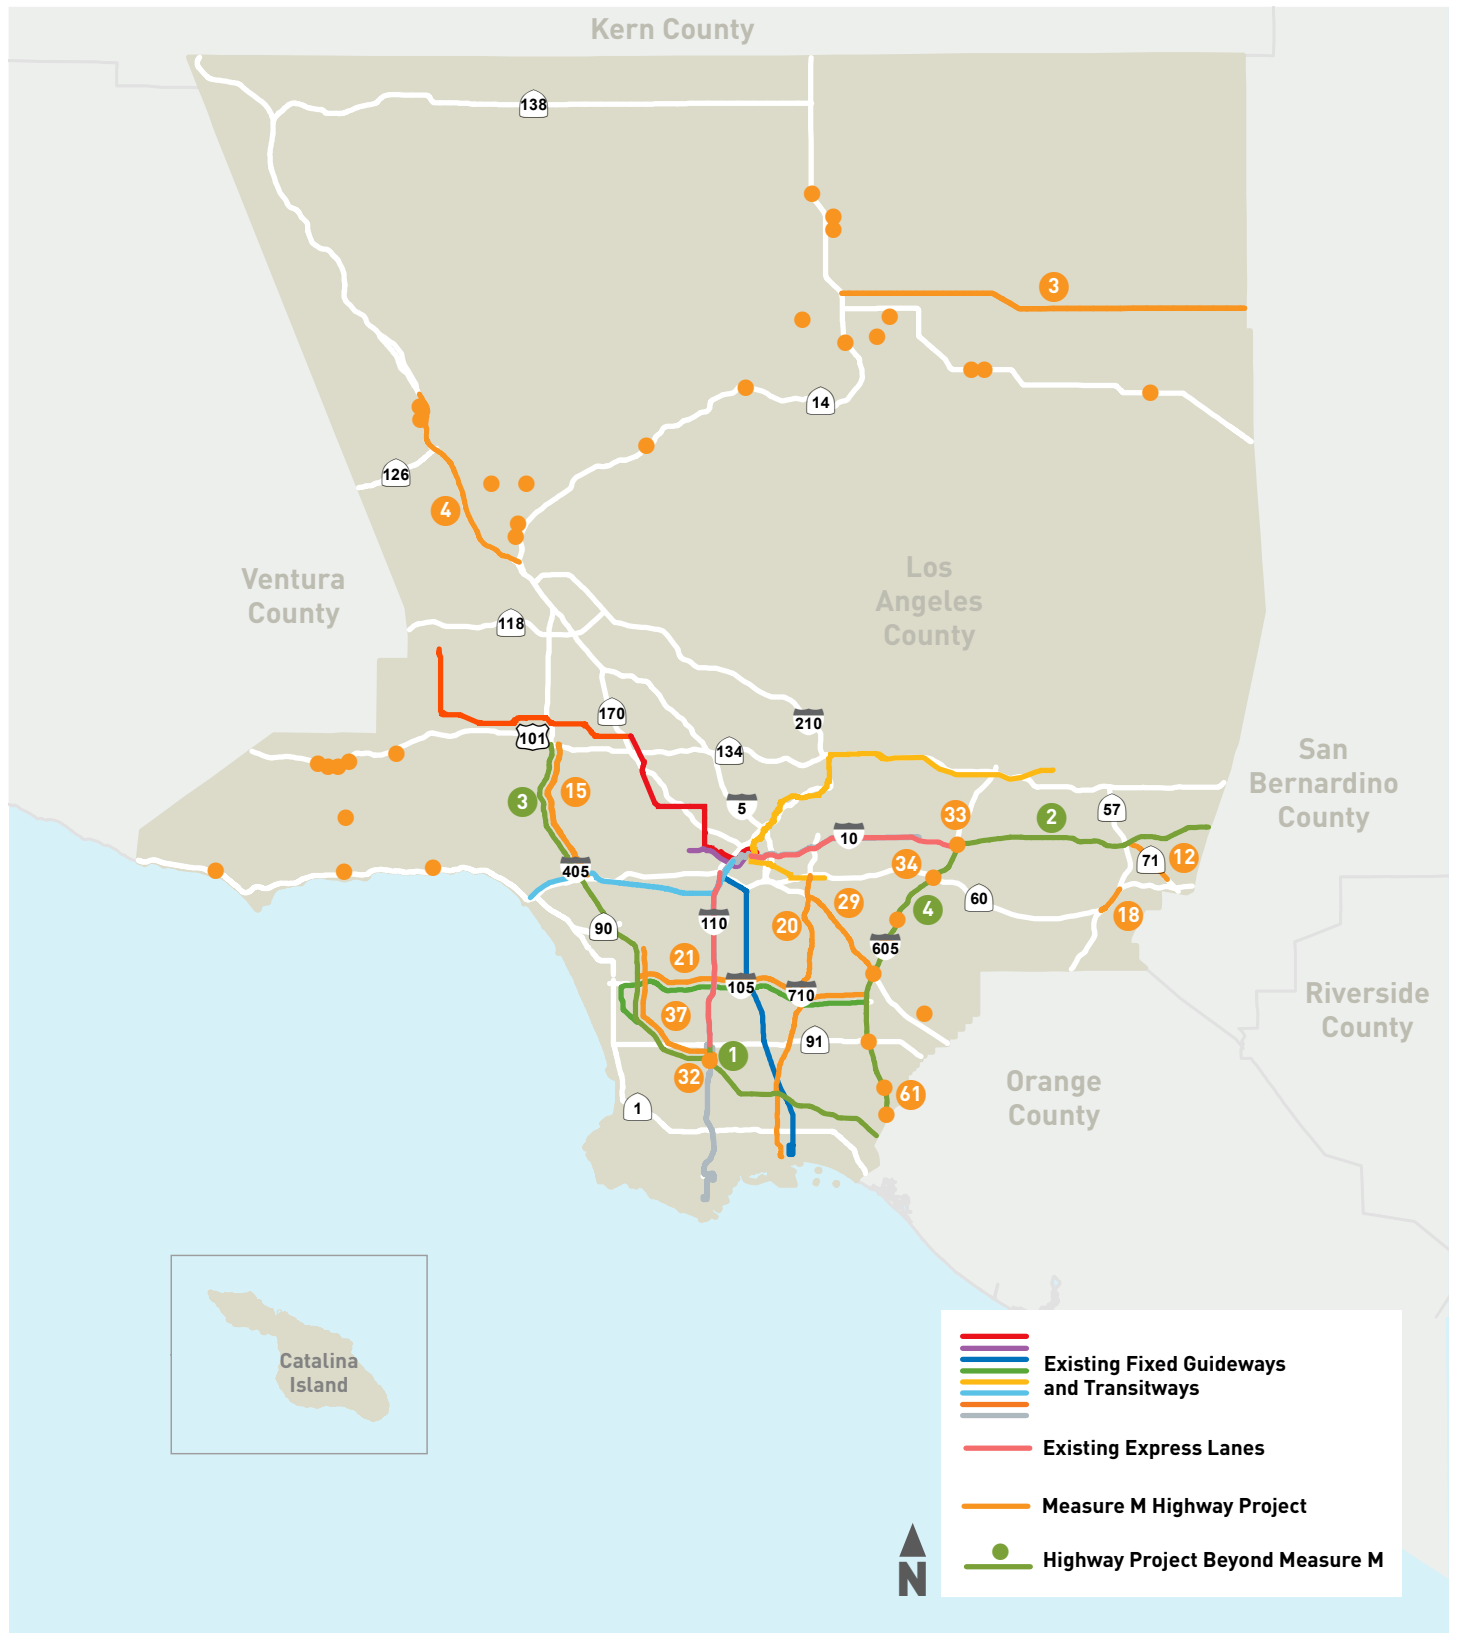 Kern County
138
3
14
126
4
Ventura
County
Los
Angeles
County
118
170
210
101
134
San
Bernardino
County
3
15
5
33
2
57
10
34
71
12
405
4
60
18
90
110
20
29
605
21
105
710
Riverside
County
37
91
1
32
61
Orange
County
1
Catalina
Island
Existing Fixed Guideways
and Transitways
Existing Express Lanes
Measure M Highway Project
Highway Project Beyond Measure M
N